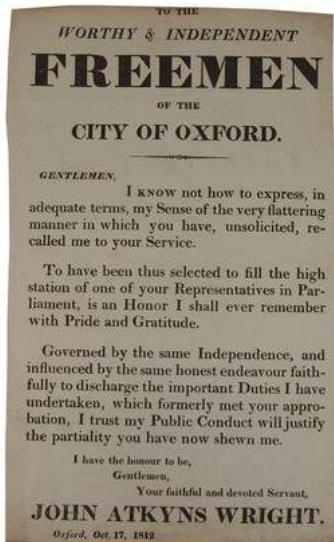 TO THE
WORTHY & INDEPENDENT
FREEMEN
OF THE
CITY OF OXFORD.
GENTLEMEN,
I KNOW not how to express, in
adequate terms, my Sense of the very flattering
manner in which you have, unsolicited, re-
called me to your Service.
To have been thus selected to fill the high
station of one of your Representatives in Par-
liament, is an Honor I shall ever remember
with Pride and Gratitude.
Governed by the same Independence, and
influenced by the same honest endeavour faith-
fully to discharge the important Duties I have
undertaken, which formerly met your appro-
bation, I trust my Public Conduct will justify
the partiality you have now shewn me.
I have the honour to be,
Gentlemen,
Your faithful and devoted Servant,
JOHN ATKYNS WRIGHT.
Oxford, Oct. 17, 1812.